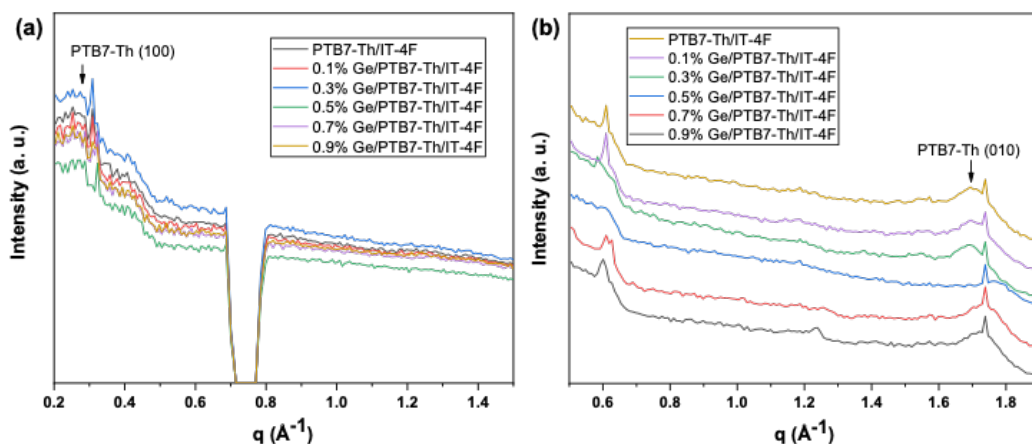 (a)
PTB7-Th (100)
PTB7-Th/IT-4F
0.1% Ge/PTB7-Th/IT-4F
0.3% Ge/PTB7-Th/IT-4F
0.5% Ge/PTB7-Th/IT-4F
0.7% Ge/PTB7-Th/IT-4F
0.9% Ge/PTB7-Th/IT-4F
Intensity (a. u.)
0.2 0.4 0.6 0.8 1.0 1.2 1.4
q (Å⁻¹)
(b)
PTB7-Th/IT-4F
0.1% Ge/PTB7-Th/IT-4F
0.3% Ge/PTB7-Th/IT-4F
0.5% Ge/PTB7-Th/IT-4F
0.7% Ge/PTB7-Th/IT-4F
0.9% Ge/PTB7-Th/IT-4F
PTB7-Th (010)
Intensity (a. u.)
0.6 0.8 1.0 1.2 1.4 1.6 1.8
q (Å⁻¹)